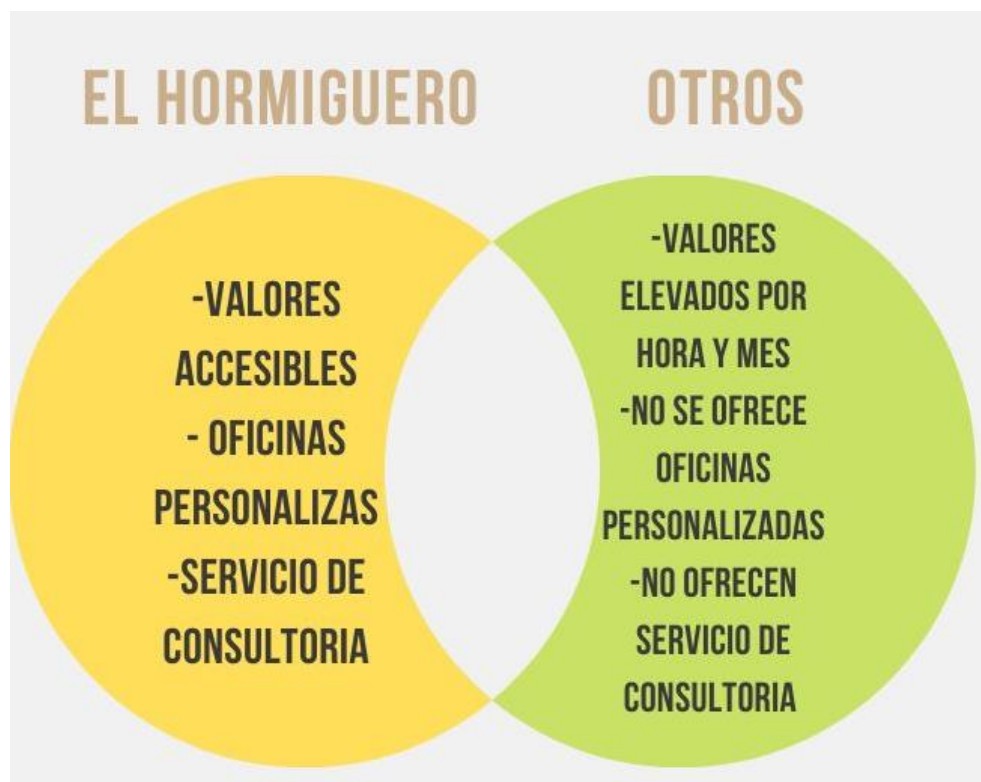 EL HORMIGUERO
OTROS
-VALORES
ACCESIBLES
- OFICINAS
PERSONALIZAS
-SERVICIO DE
CONSULTORIA
-VALORES
ELEVADOS POR
HORA Y MES
-NO SE OFRECE
OFICINAS
PERSONALIZADAS
-NO OFRECEN
SERVICIO DE
CONSULTORIA